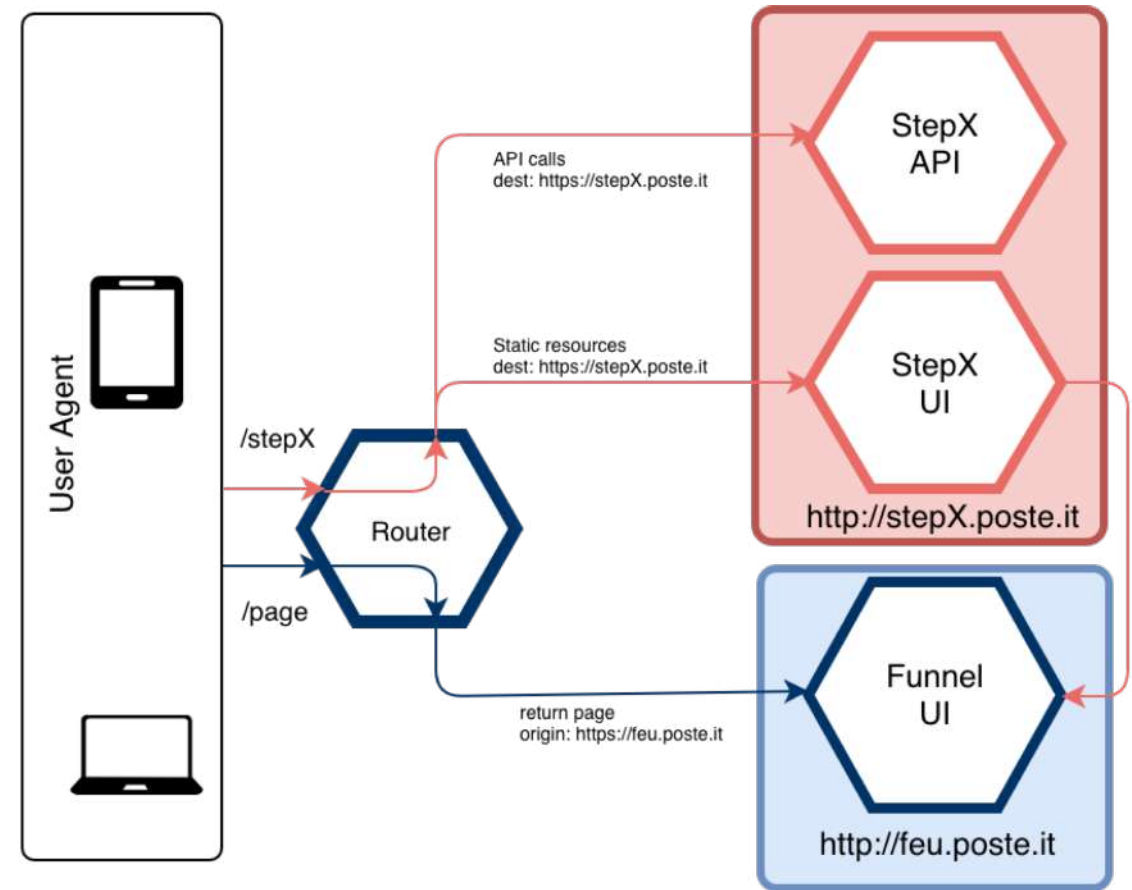 User Agent
/stepX
/page
Router
API calls
dest: https://stepX.poste.it
Static resources
dest: https://stepX.poste.it
return page
origin: https://feu.poste.it
StepX
API
StepX
UI
http://stepX.poste.it
Funnel
UI
http://feu.poste.it